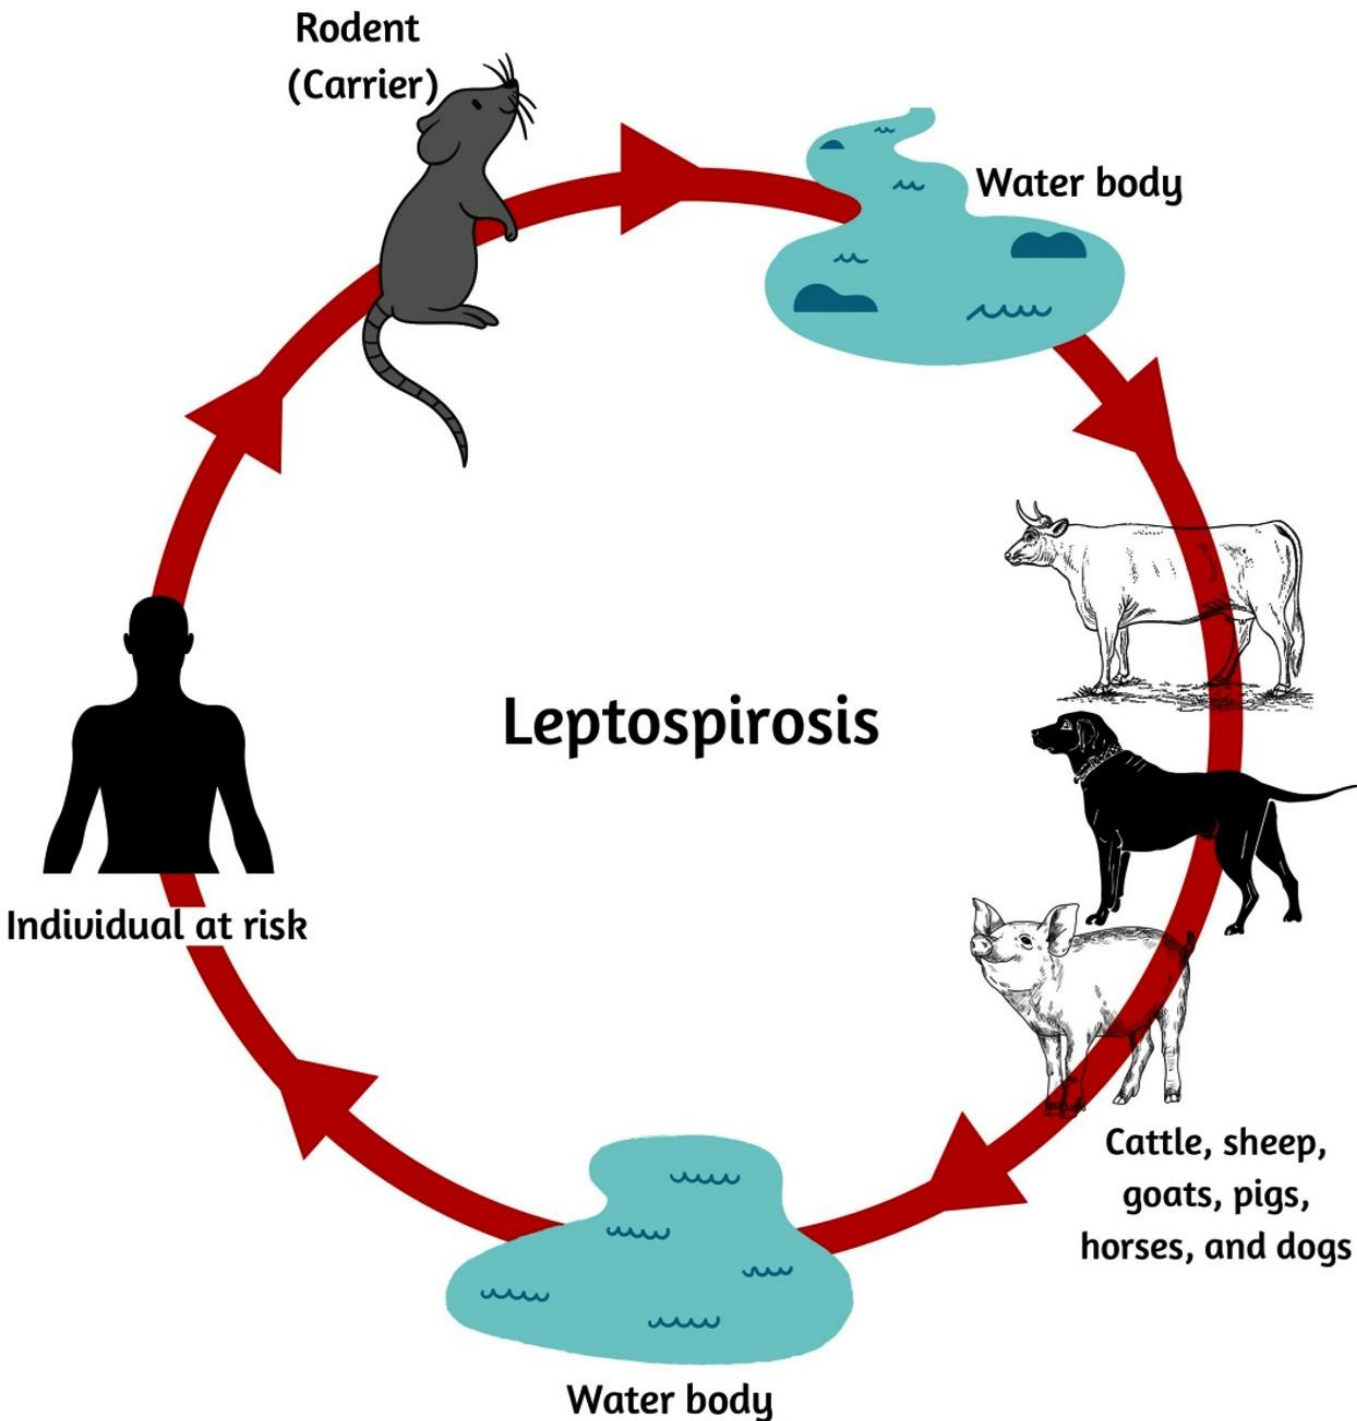 Rodent
(Carrier)
Water body
Leptospirosis
Individual at risk
Cattle, sheep,
goats, pigs,
horses, and dogs
Water body